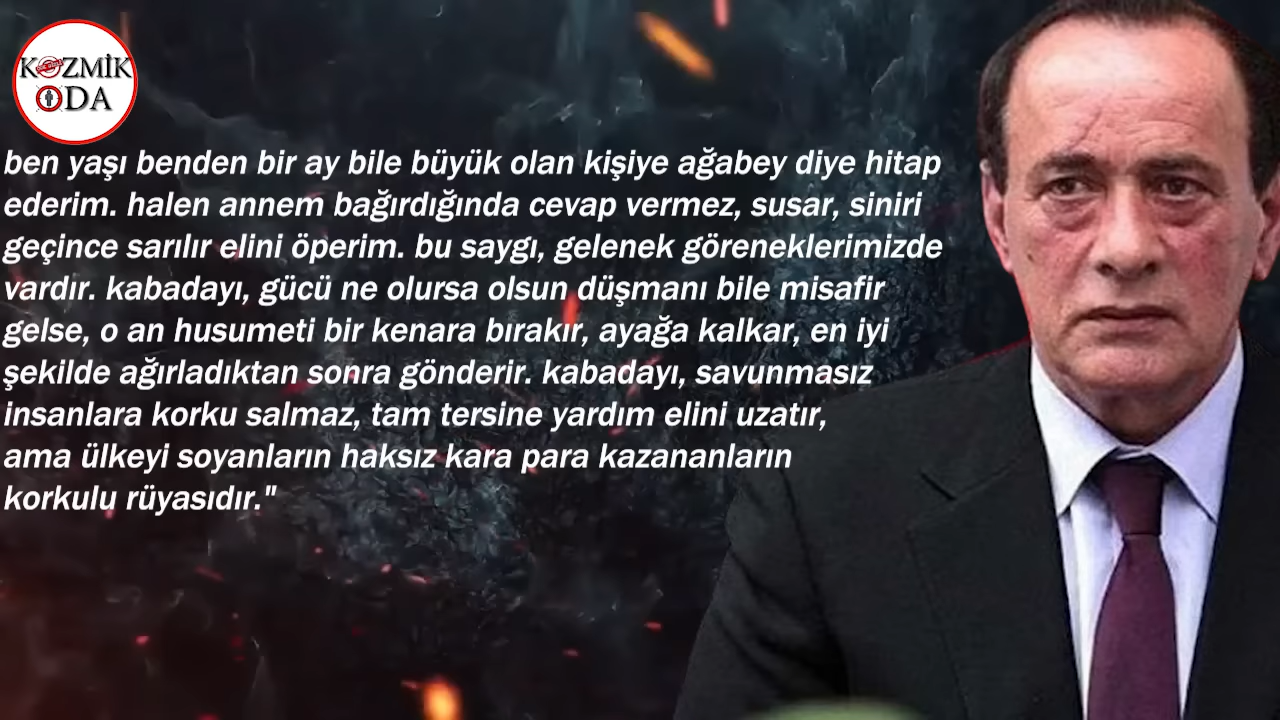 KOZMİK
ODA
ben yaşı benden bir ay bile büyük olan kişiye ağabey diye hitap
ederim. halen annem bağırdığında cevap vermez, susar, siniri
geçince sarılır elini öperim. bu saygı, gelenek göreneklerimizde
vardır. kabadayı, gücü ne olursa olsun düşmanı bile misafir
gelse, o an husumeti bir kenara bırakır, ayağa kalkar, en iyi
şekilde ağırladıktan sonra gönderir. kabadayı, savunmasız
insanlara korku salmaz, tam tersine yardım elini uzatır,
ama ülkeyi soyanların haksız kara para kazananların
korkulu rüyasıdır."